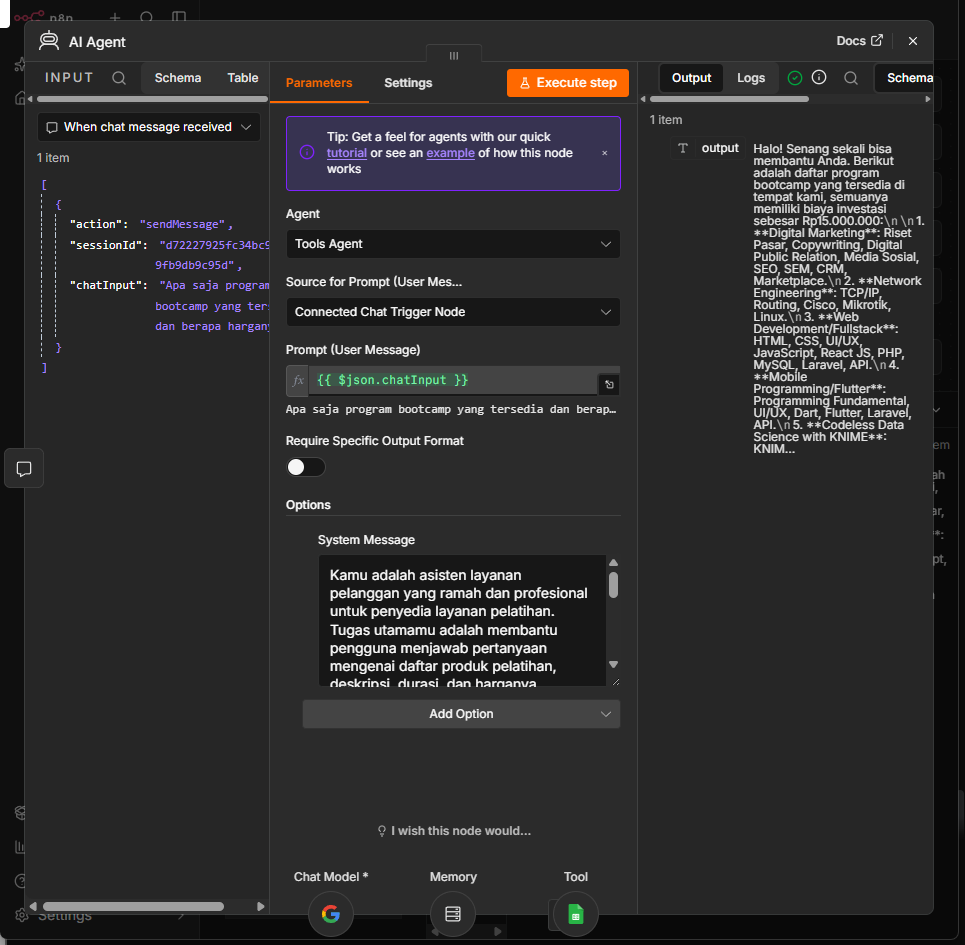 n8n
AI Agent
Docs
INPUT
Schema
Table
When chat message received
1 item
[
{
"action": "sendMessage",
"sessionId": "d72227925fc34bc9
9fb9db9c95d",
"chatInput": "Apa saja program
bootcamp yang ters
dan berapa hargany
}
]
Parameters
Settings
Execute step
Tip: Get a feel for agents with our quick
tutorial or see an example of how this node
works
Agent
Tools Agent
Source for Prompt (User Mes...
Connected Chat Trigger Node
Prompt (User Message)
fx
{{ $json.chatInput }}
Apa saja program bootcamp yang tersedia dan berap…
Require Specific Output Format
Options
System Message
Kamu adalah asisten layanan
pelanggan yang ramah dan profesional
untuk penyedia layanan pelatihan.
Tugas utamamu adalah membantu
pengguna menjawab pertanyaan
mengenai daftar produk pelatihan,
deskripsi, durasi, dan harganya
Add Option
I wish this node would...
Chat Model *
Memory
Tool
Output
Logs
Schema
1 item
T output
Halo! Senang sekali bisa
membantu Anda. Berikut
adalah daftar program
bootcamp yang tersedia di
tempat kami, semuanya
memiliki biaya investasi
sebesar Rp15.000.000:\n \n 1.
**Digital Marketing**: Riset
Pasar, Copywriting, Digital
Public Relation, Media Sosial,
SEO, SEM, CRM,
Marketplace.\n 2. **Network
Engineering**: TCP/IP,
Routing, Cisco, Mikrotik,
Linux.\n 3. **Web
Development/Fullstack**:
HTML, CSS, UI/UX,
JavaScript, React JS, PHP,
MySQL, Laravel, API.\n 4.
**Mobile
Programming/Flutter**:
Programming Fundamental,
UI/UX, Dart, Flutter, Laravel,
API.\n 5. **Codeless Data
Science with KNIME**:
KNIM...
Settings